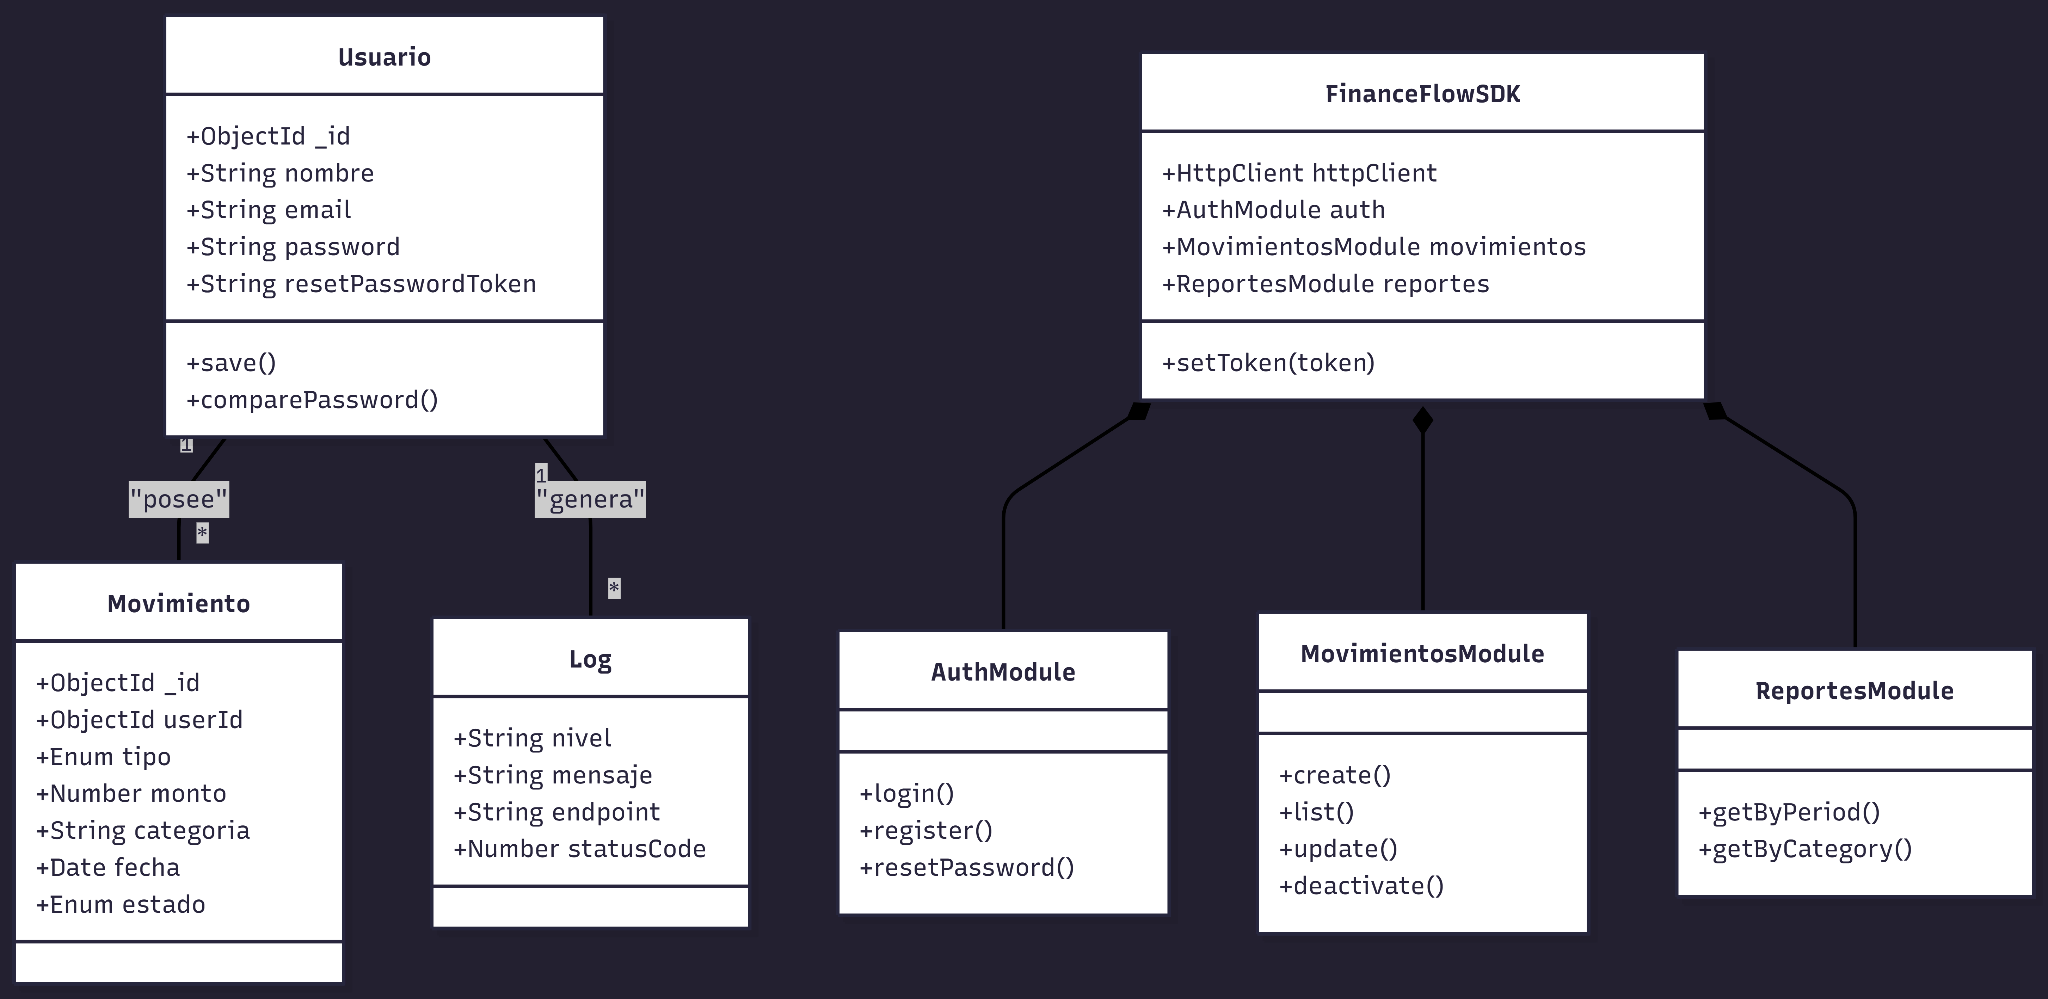 Usuario
+ObjectId _id
+String nombre
+String email
+String password
+String resetPasswordToken
+save()
+comparePassword()
1
"posee"
*
1
"genera"
*
Movimiento
+ObjectId _id
+ObjectId userId
+Enum tipo
+Number monto
+String categoria
+Date fecha
+Enum estado
Log
+String nivel
+String mensaje
+String endpoint
+Number statusCode
FinanceFlowSDK
+HttpClient httpClient
+AuthModule auth
+MovimientosModule movimientos
+ReportesModule reportes
+setToken(token)
AuthModule
+login()
+register()
+resetPassword()
MovimientosModule
+create()
+list()
+update()
+deactivate()
ReportesModule
+getByPeriod()
+getByCategory()